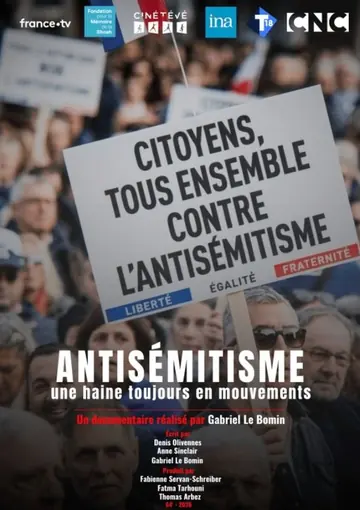 france•tv
Fondation
pour la
Mémoire
de la
Shoah
CINÉTÉVÉ
ina
T18
CNC
CITOYENS,
TOUS ENSEMBLE
CONTRE
L'ANTISÉMITISME
LIBERTÉ
ÉGALITÉ
FRATERNITÉ
ANTISÉMITISME
une haine toujours en mouvements
Un documentaire réalisé par Gabriel Le Bomin
Écrit par
Denis Olivennes
Anne Sinclair
Gabriel Le Bomin
Produit par
Fabienne Servan-Schreiber
Fatma Tarhouni
Thomas Arbez